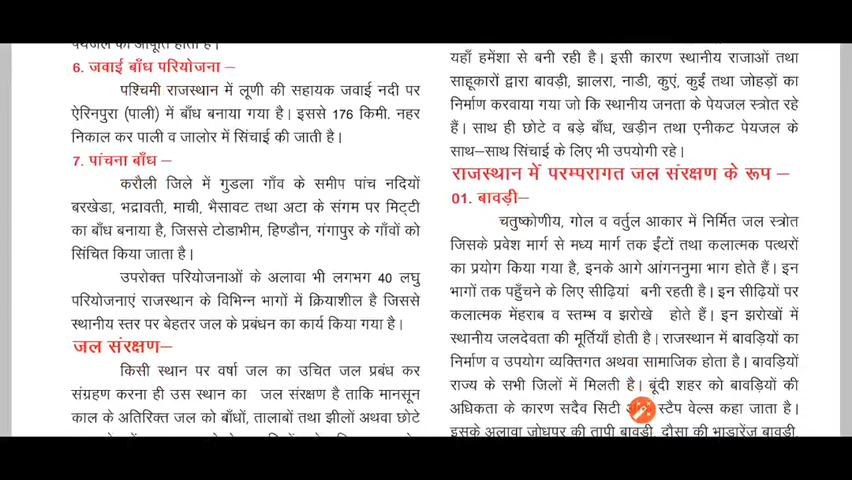 6. जवाई बाँध परियोजना –
पश्चिमी राजस्थान में लूणी की सहायक जवाई नदी पर
ऐरिनपुरा (पाली) में बाँध बनाया गया है। इससे 176 किमी. नहर
निकाल कर पाली व जालोर में सिंचाई की जाती है।
7. पांचना बाँध –
करौली जिले में गुडला गाँव के समीप पांच नदियों
बरखेडा, भद्रावती, माची, भैसावट तथा अटा के संगम पर मिट्टी
का बाँध बनाया है, जिससे टोडाभीम, हिण्डौन, गंगापुर के गाँवों को
सिंचित किया जाता है।
उपरोक्त परियोजनाओं के अलावा भी लगभग 40 लघु
परियोजनाएं राजस्थान के विभिन्न भागों में क्रियाशील है जिससे
स्थानीय स्तर पर बेहतर जल के प्रबंधन का कार्य किया गया है।
जल संरक्षण–
किसी स्थान पर वर्षा जल का उचित जल प्रबंध कर
संग्रहण करना ही उस स्थान का जल संरक्षण है ताकि मानसून
काल के अतिरिक्त जल को बाँधों, तालाबों तथा झीलों अथवा छोटे
यहाँ हमेंशा से बनी रही है। इसी कारण स्थानीय राजाओं तथा
साहूकारों द्वारा बावड़ी, झालरा, नाडी, कुएं, कुईं तथा जोहड़ों का
निर्माण करवाया गया जो कि स्थानीय जनता के पेयजल स्त्रोत रहे
हैं। साथ ही छोटे व बड़े बाँध, खड़ीन तथा एनीकट पेयजल के
साथ–साथ सिंचाई के लिए भी उपयोगी रहे।
राजस्थान में परम्परागत जल संरक्षण के रूप –
01. बावड़ी–
चतुष्कोणीय, गोल व वर्तुल आकार में निर्मित जल स्त्रोत
जिसके प्रवेश मार्ग से मध्य मार्ग तक ईंटों तथा कलात्मक पत्थरों
का प्रयोग किया गया है, इनके आगे आंगननुमा भाग होते हैं। इन
भागों तक पहुँचने के लिए सीढ़ियां बनी रहती है। इन सीढ़ियों पर
कलात्मक मेंहराब व स्तम्भ व झरोखे होते हैं। इन झरोखों में
स्थानीय जलदेवता की मूर्तियाँ होती है। राजस्थान में बावड़ियों का
निर्माण व उपयोग व्यक्तिगत अथवा सामाजिक होता है। बावड़ियों
राज्य के सभी जिलों में मिलती है। बूंदी शहर को बावड़ियों की
अधिकता के कारण सदैव सिटी स्टेप वेल्स कहा जाता है।
इसके अलावा जोधपुर की तापी बावड़ी, दौसा की भाडारेंज बावड़ी,